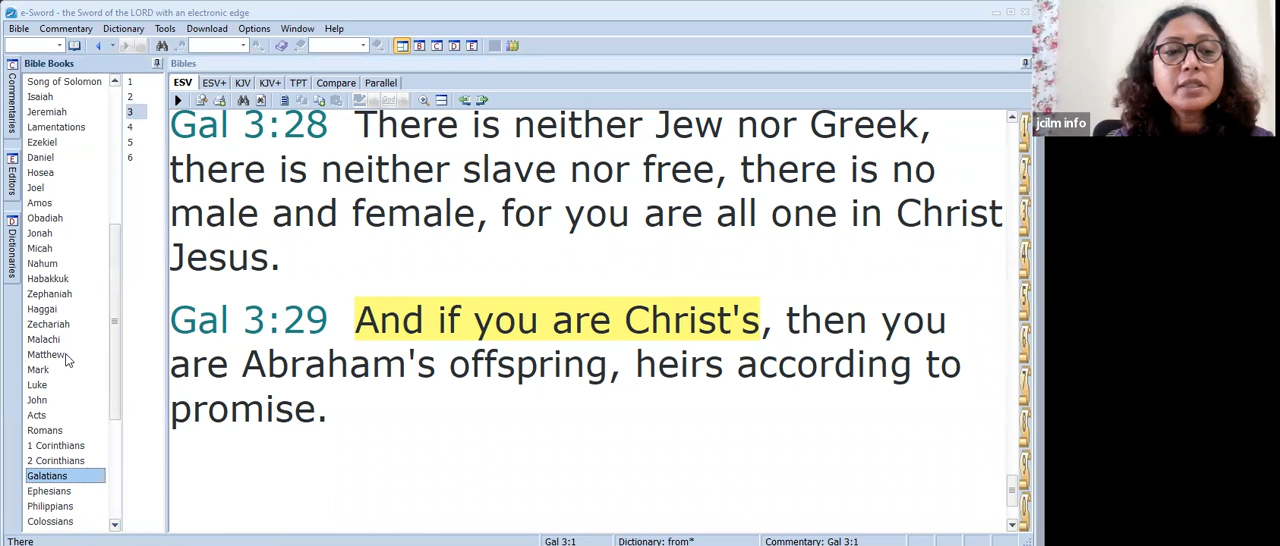 e-Sword - the Sword of the LORD with an electronic edge
Bible Commentary Dictionary Tools Download Options Window Help
Bible Books
Bibles
ESV ESV+ KJV KJV+ TPT Compare Parallel
Commentaries
Editors
Dictionaries
Song of Solomon
Isaiah
Jeremiah
Lamentations
Ezekiel
Daniel
Hosea
Joel
Amos
Obadiah
Jonah
Micah
Nahum
Habakkuk
Zephaniah
Haggai
Zechariah
Malachi
Matthew
Mark
Luke
John
Acts
Romans
1 Corinthians
2 Corinthians
Galatians
Ephesians
Philippians
Colossians
1
2
3
4
5
6
Gal 3:28 There is neither Jew nor Greek,
there is neither slave nor free, there is no
male and female, for you are all one in Christ
Jesus.
Gal 3:29 And if you are Christ's, then you
are Abraham's offspring, heirs according to
promise.
jcilm info
There
Gal 3:1
Dictionary: from*
Commentary: Gal 3:1